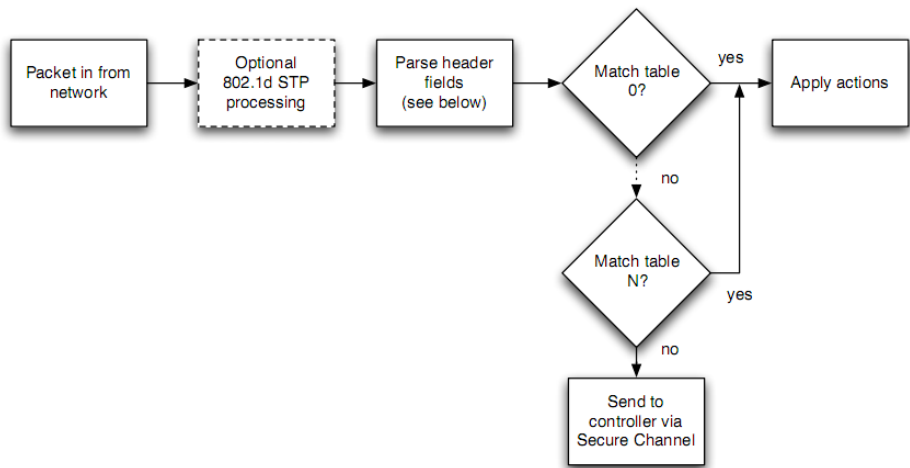 Packet in from
network
Optional
802.1d STP
processing
Parse header
fields
(see below)
Match table
0?
yes
Apply actions
no
Match table
N?
yes
no
Send to
controller via
Secure Channel